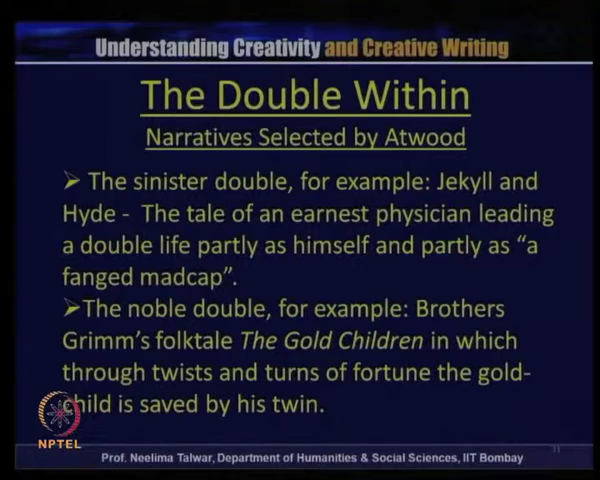 Understanding Creativity and Creative Writing
The Double Within
Narratives Selected by Atwood
➤ The sinister double, for example: Jekyll and
Hyde - The tale of an earnest physician leading
a double life partly as himself and partly as “a
fanged madcap”.
➤The noble double, for example: Brothers
Grimm’s folktale The Gold Children in which
through twists and turns of fortune the gold-
child is saved by his twin.
NPTEL
Prof. Neelima Talwar, Department of Humanities & Social Sciences, IIT Bombay